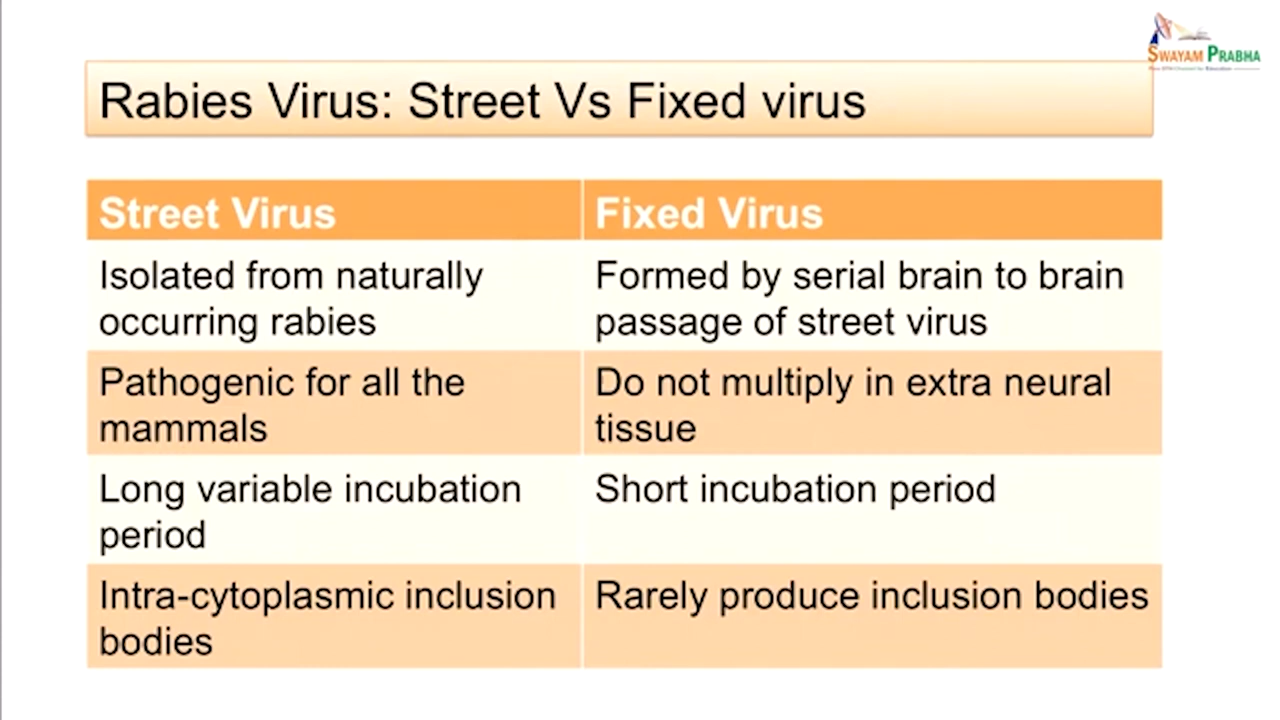 SWAYAM PRABHA
Rabies Virus: Street Vs Fixed virus
Street Virus
Fixed Virus
Isolated from naturally
occurring rabies
Formed by serial brain to brain
passage of street virus
Pathogenic for all the
mammals
Do not multiply in extra neural
tissue
Long variable incubation
period
Short incubation period
Intra-cytoplasmic inclusion
bodies
Rarely produce inclusion bodies